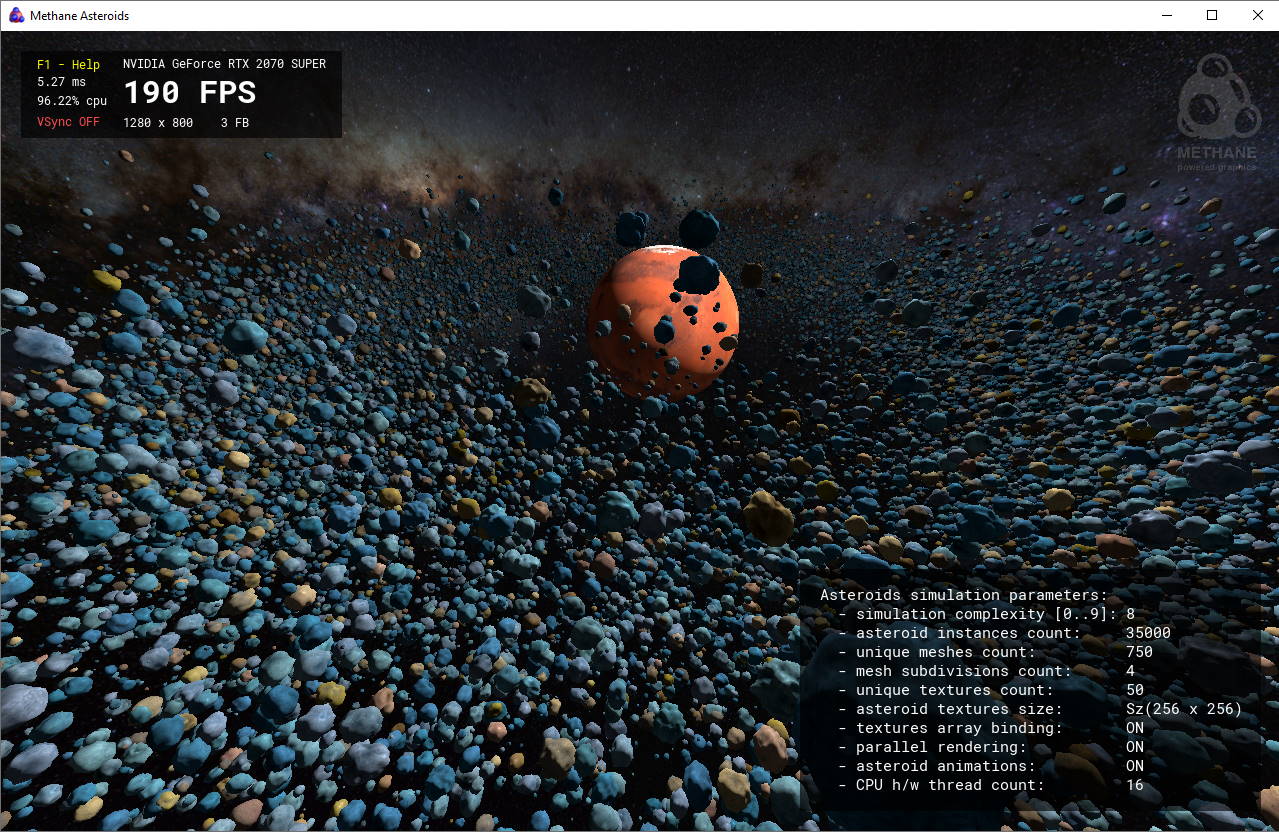 Methane Asteroids
F1 - Help
5.27 ms
96.22% cpu
VSync OFF
NVIDIA GeForce RTX 2070 SUPER
190 FPS
1280 x 800 3 FB
METHANE
powered graphics
Asteroids simulation parameters:
- simulation complexity [0..9]: 8
- asteroid instances count: 35000
- unique meshes count: 750
- mesh subdivisions count: 4
- unique textures count: 50
- asteroid textures size: Sz(256 x 256)
- textures array binding: ON
- parallel rendering: ON
- asteroid animations: ON
- CPU h/w thread count: 16